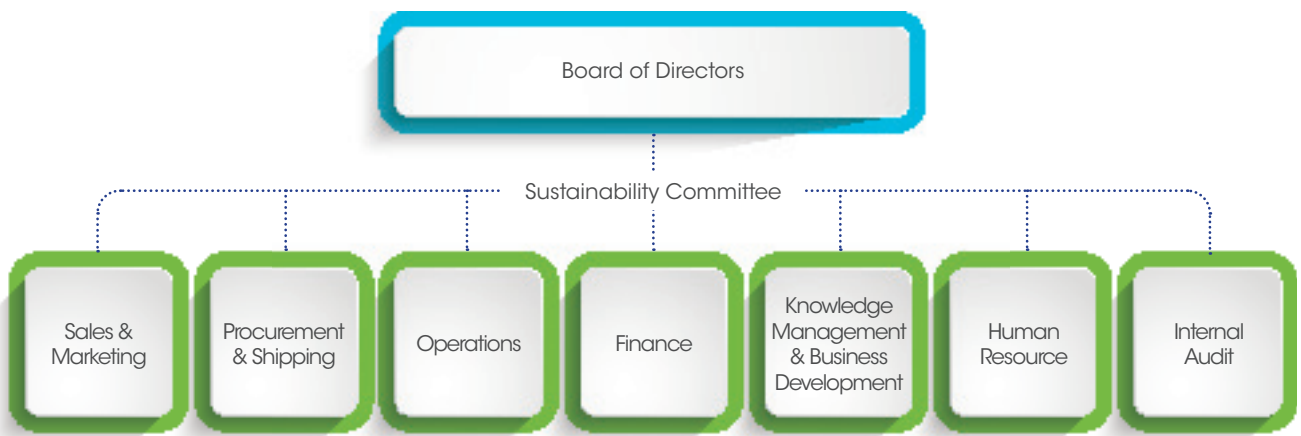 Board of Directors
Sustainability Committee
Sales &
Marketing
Procurement
& Shipping
Operations
Finance
Knowledge
Management
& Business
Development
Human
Resource
Internal
Audit